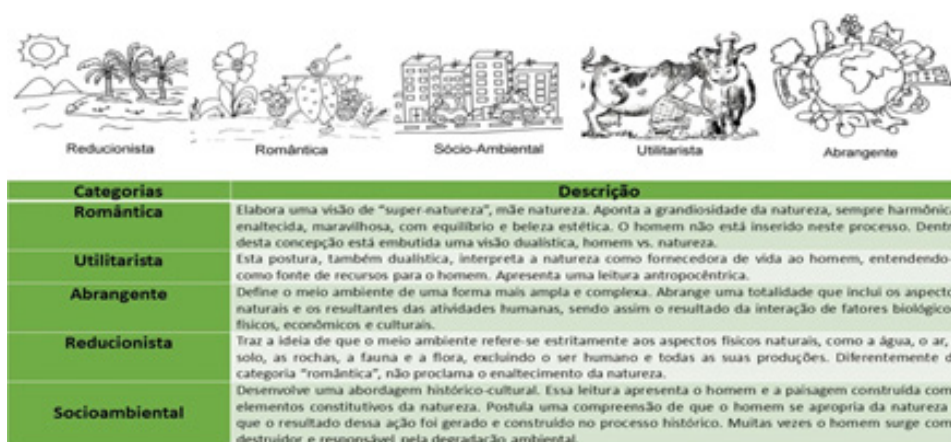 Reducionista
Romântica
Sócio-Ambiental
Utilitarista
Abrangente
Categorias
Descrição
Romântica
Elabora uma visão de "super-natureza", mãe natureza. Aponta a grandiosidade da natureza, sempre harmônic
enaltecida, maravilhosa, com equilíbrio e beleza estética. O homem não está inserido neste processo. Dentr
desta concepção está embutida uma visão dualística, homem vs. natureza.
Utilitarista
Esta postura, também dualística, interpreta a natureza como fornecedora de vida ao homem, entendendo-
como fonte de recursos para o homem. Apresenta uma leitura antropocêntrica.
Abrangente
Define o meio ambiente de uma forma mais ampla e complexa. Abrange uma totalidade que inclui os aspecto
naturais e os resultantes das atividades humanas, sendo assim o resultado da interação de fatores biológico
físicos, econômicos e culturais.
Reducionista
Traz a ideia de que o meio ambiente refere-se estritamente aos aspectos físicos naturais, como a água, o ar,
solo, as rochas, a fauna e a flora, excluindo o ser humano e todas as suas produções. Diferentemente d
categoria "romântica", não proclama o enaltecimento da natureza.
Socioambiental
Desenvolve uma abordagem histórico-cultural. Essa leitura apresenta o homem e a paisagem construída com
elementos constitutivos da natureza. Postula uma compreensão de que o homem se apropria da natureza
que o resultado dessa ação foi gerado e construído no processo histórico. Muitas vezes o homem surge com
destruidor e responsável pela degradação ambiental.